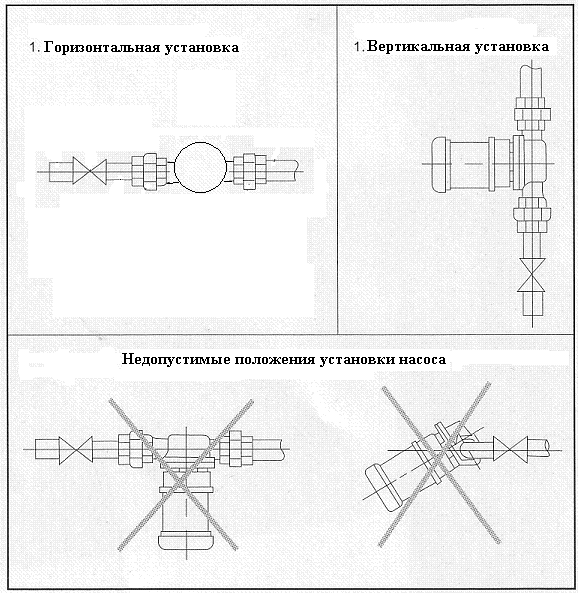 1. Горизонтальная установка
1. Вертикальная установка
Недопустимые положения установки насоса